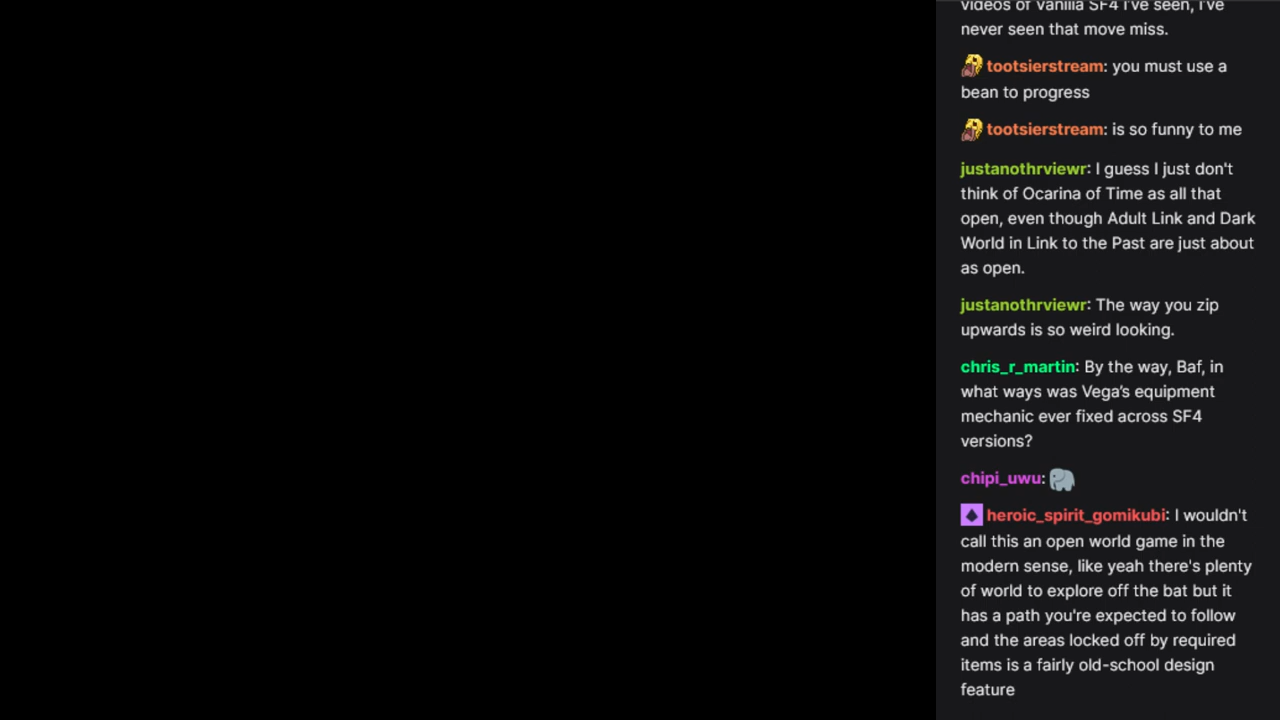 videos of vanilla SF4 I've seen, I've
never seen that move miss.
tootsierstream: you must use a
bean to progress
tootsierstream: is so funny to me
justanothrviewr: I guess I just don't
think of Ocarina of Time as all that
open, even though Adult Link and Dark
World in Link to the Past are just about
as open.
justanothrviewr: The way you zip
upwards is so weird looking.
chris_r_martin: By the way, Baf, in
what ways was Vega's equipment
mechanic ever fixed across SF4
versions?
chipi_uwu:
heroic_spirit_gomikubi: I wouldn't
call this an open world game in the
modern sense, like yeah there's plenty
of world to explore off the bat but it
has a path you're expected to follow
and the areas locked off by required
items is a fairly old-school design
feature